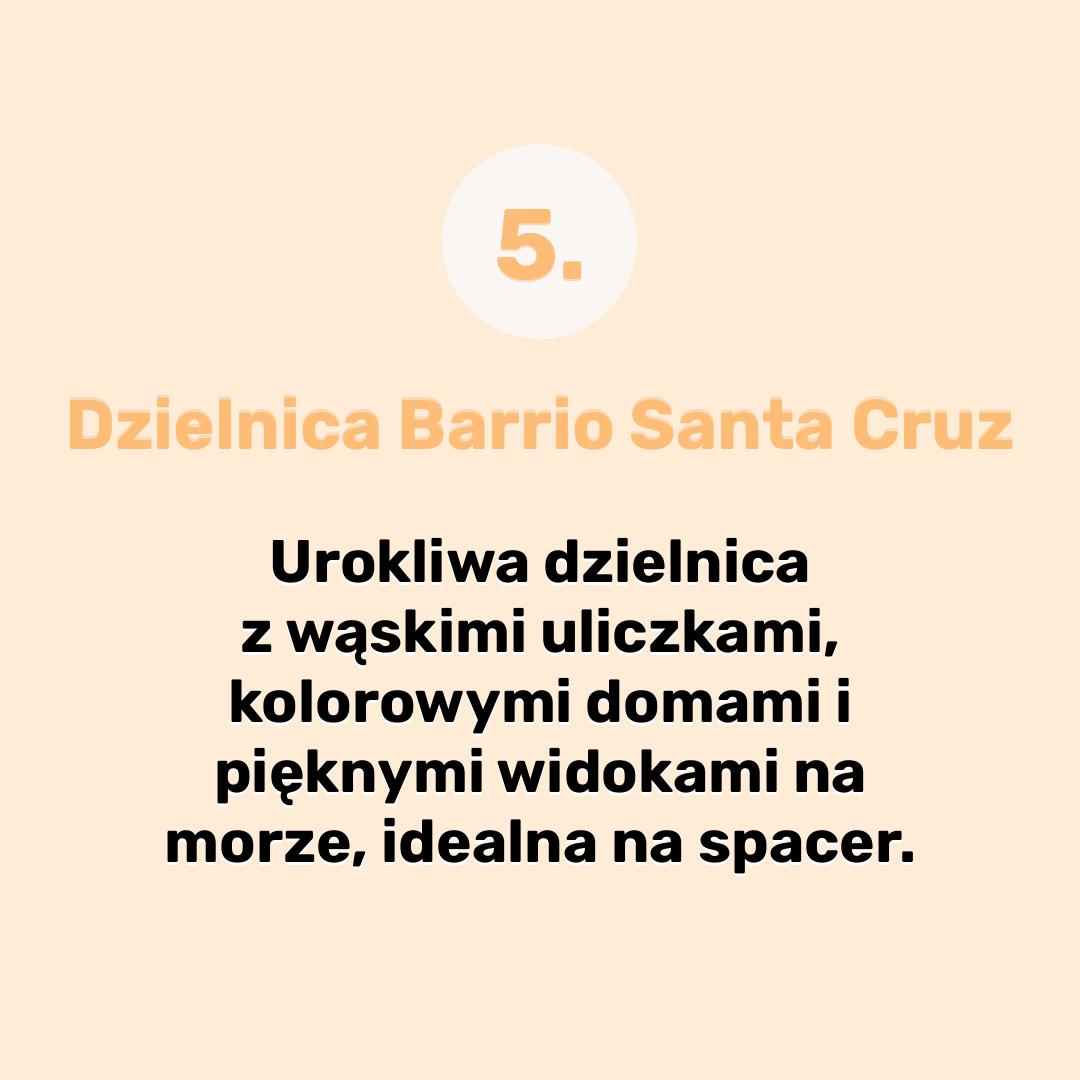 5.
Dzielnica Barrio Santa Cruz
Urokliwa dzielnica
z wąskimi uliczkami,
kolorowymi domami i
pięknymi widokami na
morze, idealna na spacer.